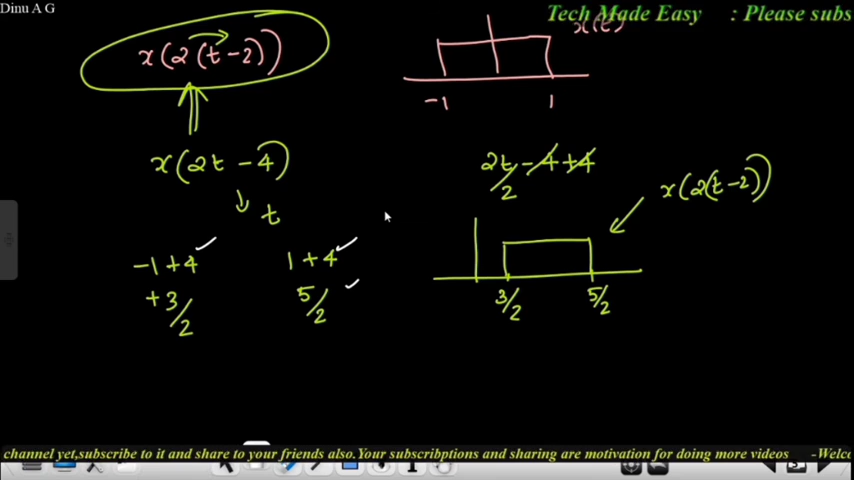 Dinu A G
Tech Made Easy : Please subs
x(2(t-2))
x(t)
-1 1
x(2t-4)
2t/2 -4 +4
x(2(t-2))
t
-1+4
1+4
+3/2
5/2
3/2 5/2
channel yet,subscribe to it and share to your friends also.Your subscribptions and sharing are motivation for doing more videos -Welco